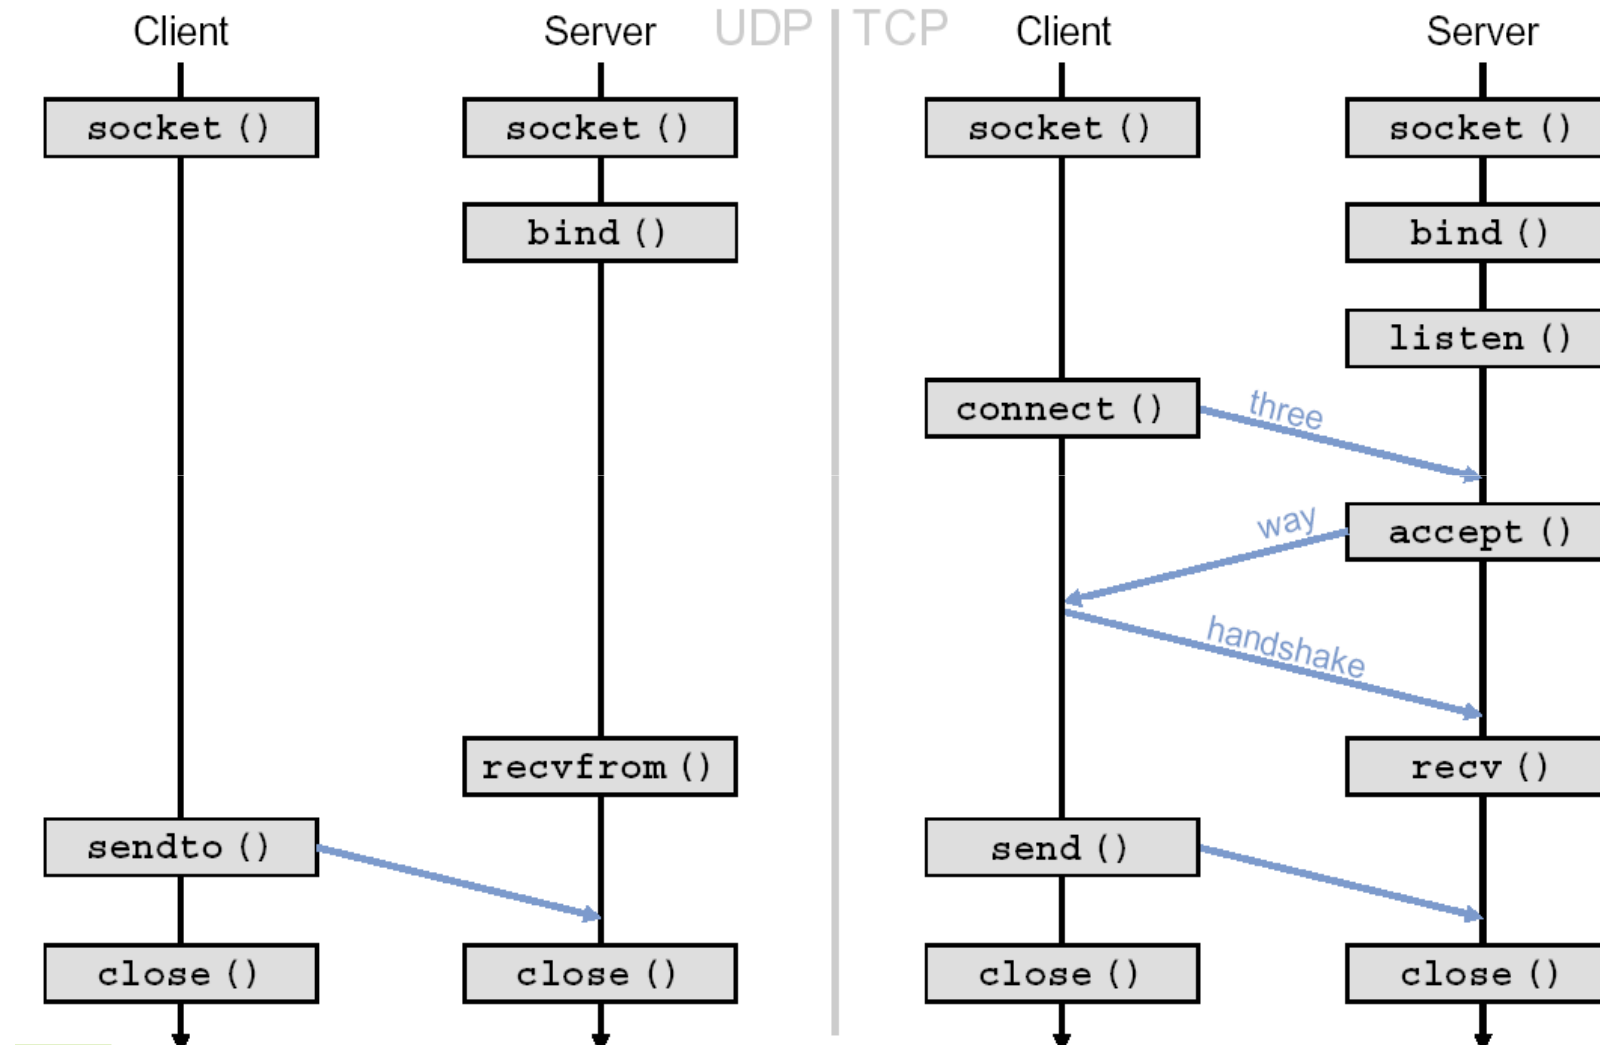 Client Server UDP TCP Client Server
socket () socket () socket () socket ()
bind () bind ()
listen ()
connect () three
way accept ()
handshake
recvfrom () recv ()
sendto () send ()
close () close () close () close ()